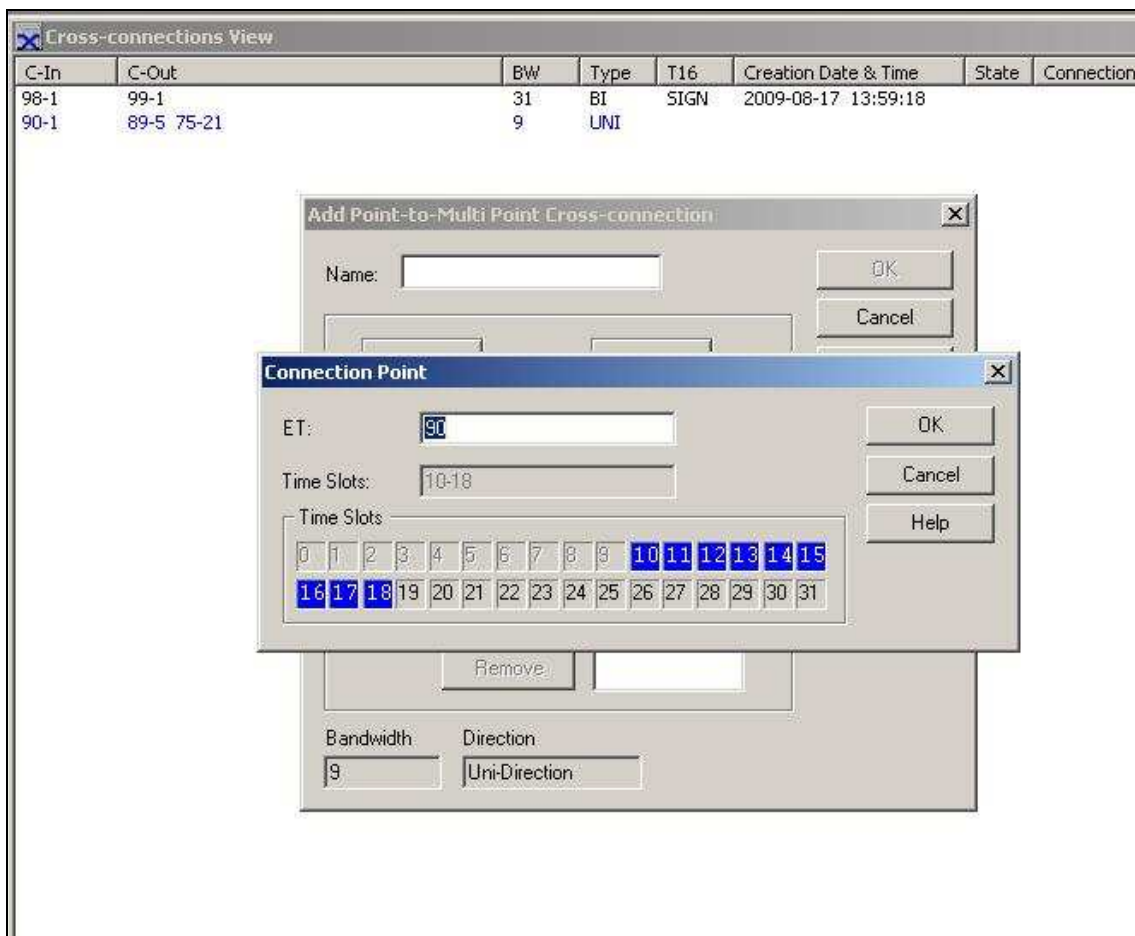 Cross-connections View
C-In C-Out BW Type T16 Creation Date & Time State Connection
98-1 99-1 31 BI SIGN 2009-08-17 13:59:18
90-1 89-5 75-21 9 UNI
Add Point-to-Multi Point Cross-connection
Name:
OK
Cancel
Connection Point
ET: 90
OK
Time Slots: 10-18
Cancel
Time Slots
Help
0 1 2 3 4 5 6 7 8 9 10 11 12 13 14 15
16 17 18 19 20 21 22 23 24 25 26 27 28 29 30 31
Remove
Bandwidth Direction
9 Uni-Direction